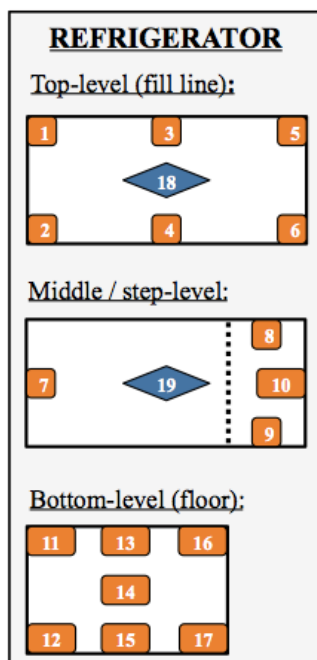 REFRIGERATOR
Top-level (fill line):
1 3 5
18
2 4 6
Middle / step-level:
8
7 19 10
9
Bottom-level (floor):
11 13 16
14
12 15 17